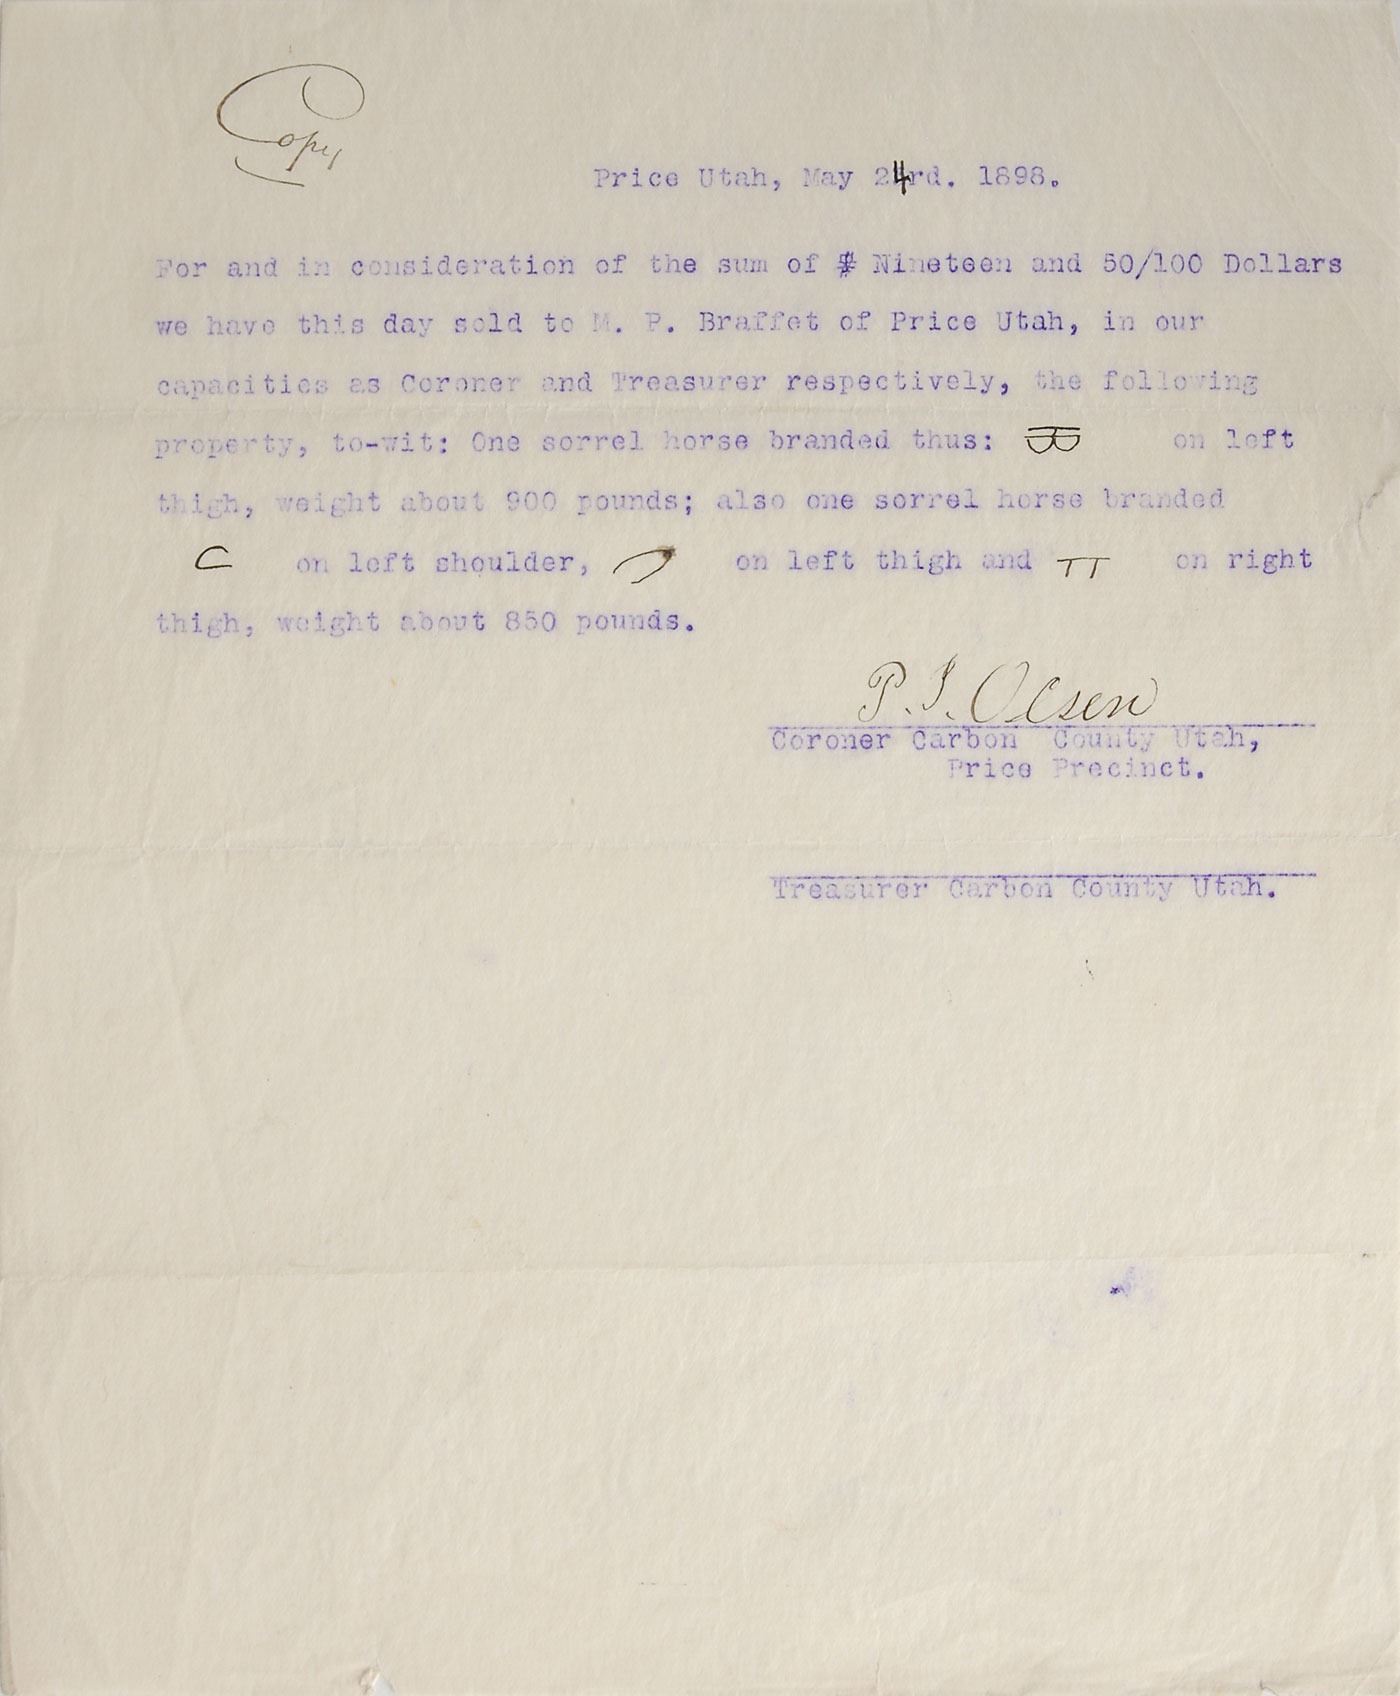 Copy
Price Utah, May 24rd. 1898.
For and in consideration of the sum of $ Nineteen and 50/100 Dollars
we have this day sold to M. P. Braffet of Price Utah, in our
capacities as Coroner and Treasurer respectively, the following
property, to-wit: One sorrel horse branded thus: on left
thigh, weight about 900 pounds; also one sorrel horse branded
C on left shoulder, on left thigh and on right
thigh, weight about 850 pounds.
P. I. Olsen
Coroner Carbon County Utah,
Price Precinct.
Treasurer Carbon County Utah.